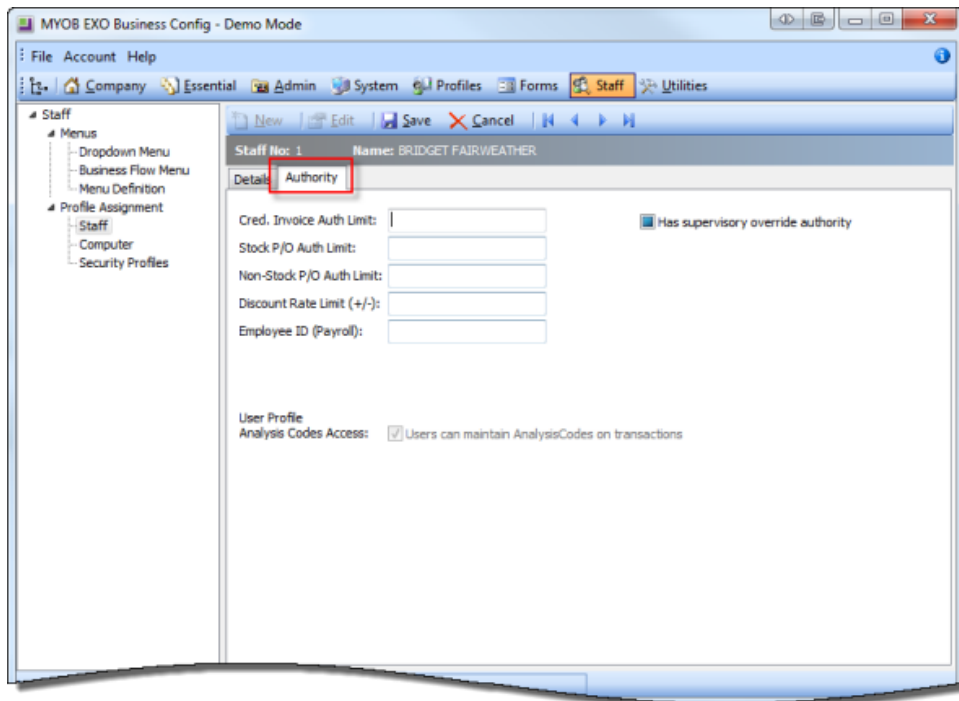 MYOB EXO Business Config - Demo Mode
File Account Help
Company Essential Admin System Profiles Forms Staff Utilities
Staff
Menus
Dropdown Menu
Business Flow Menu
Menu Definition
Profile Assignment
Staff
Computer
Security Profiles
New Edit Save Cancel
Staff No: 1 Name: BRIDGET FAIRWEATHER
Details Authority
Cred. Invoice Auth Limit:
Has supervisory override authority
Stock P/O Auth Limit:
Non-Stock P/O Auth Limit:
Discount Rate Limit (+/-):
Employee ID (Payroll):
User Profile
Analysis Codes Access: Users can maintain AnalysisCodes on transactions